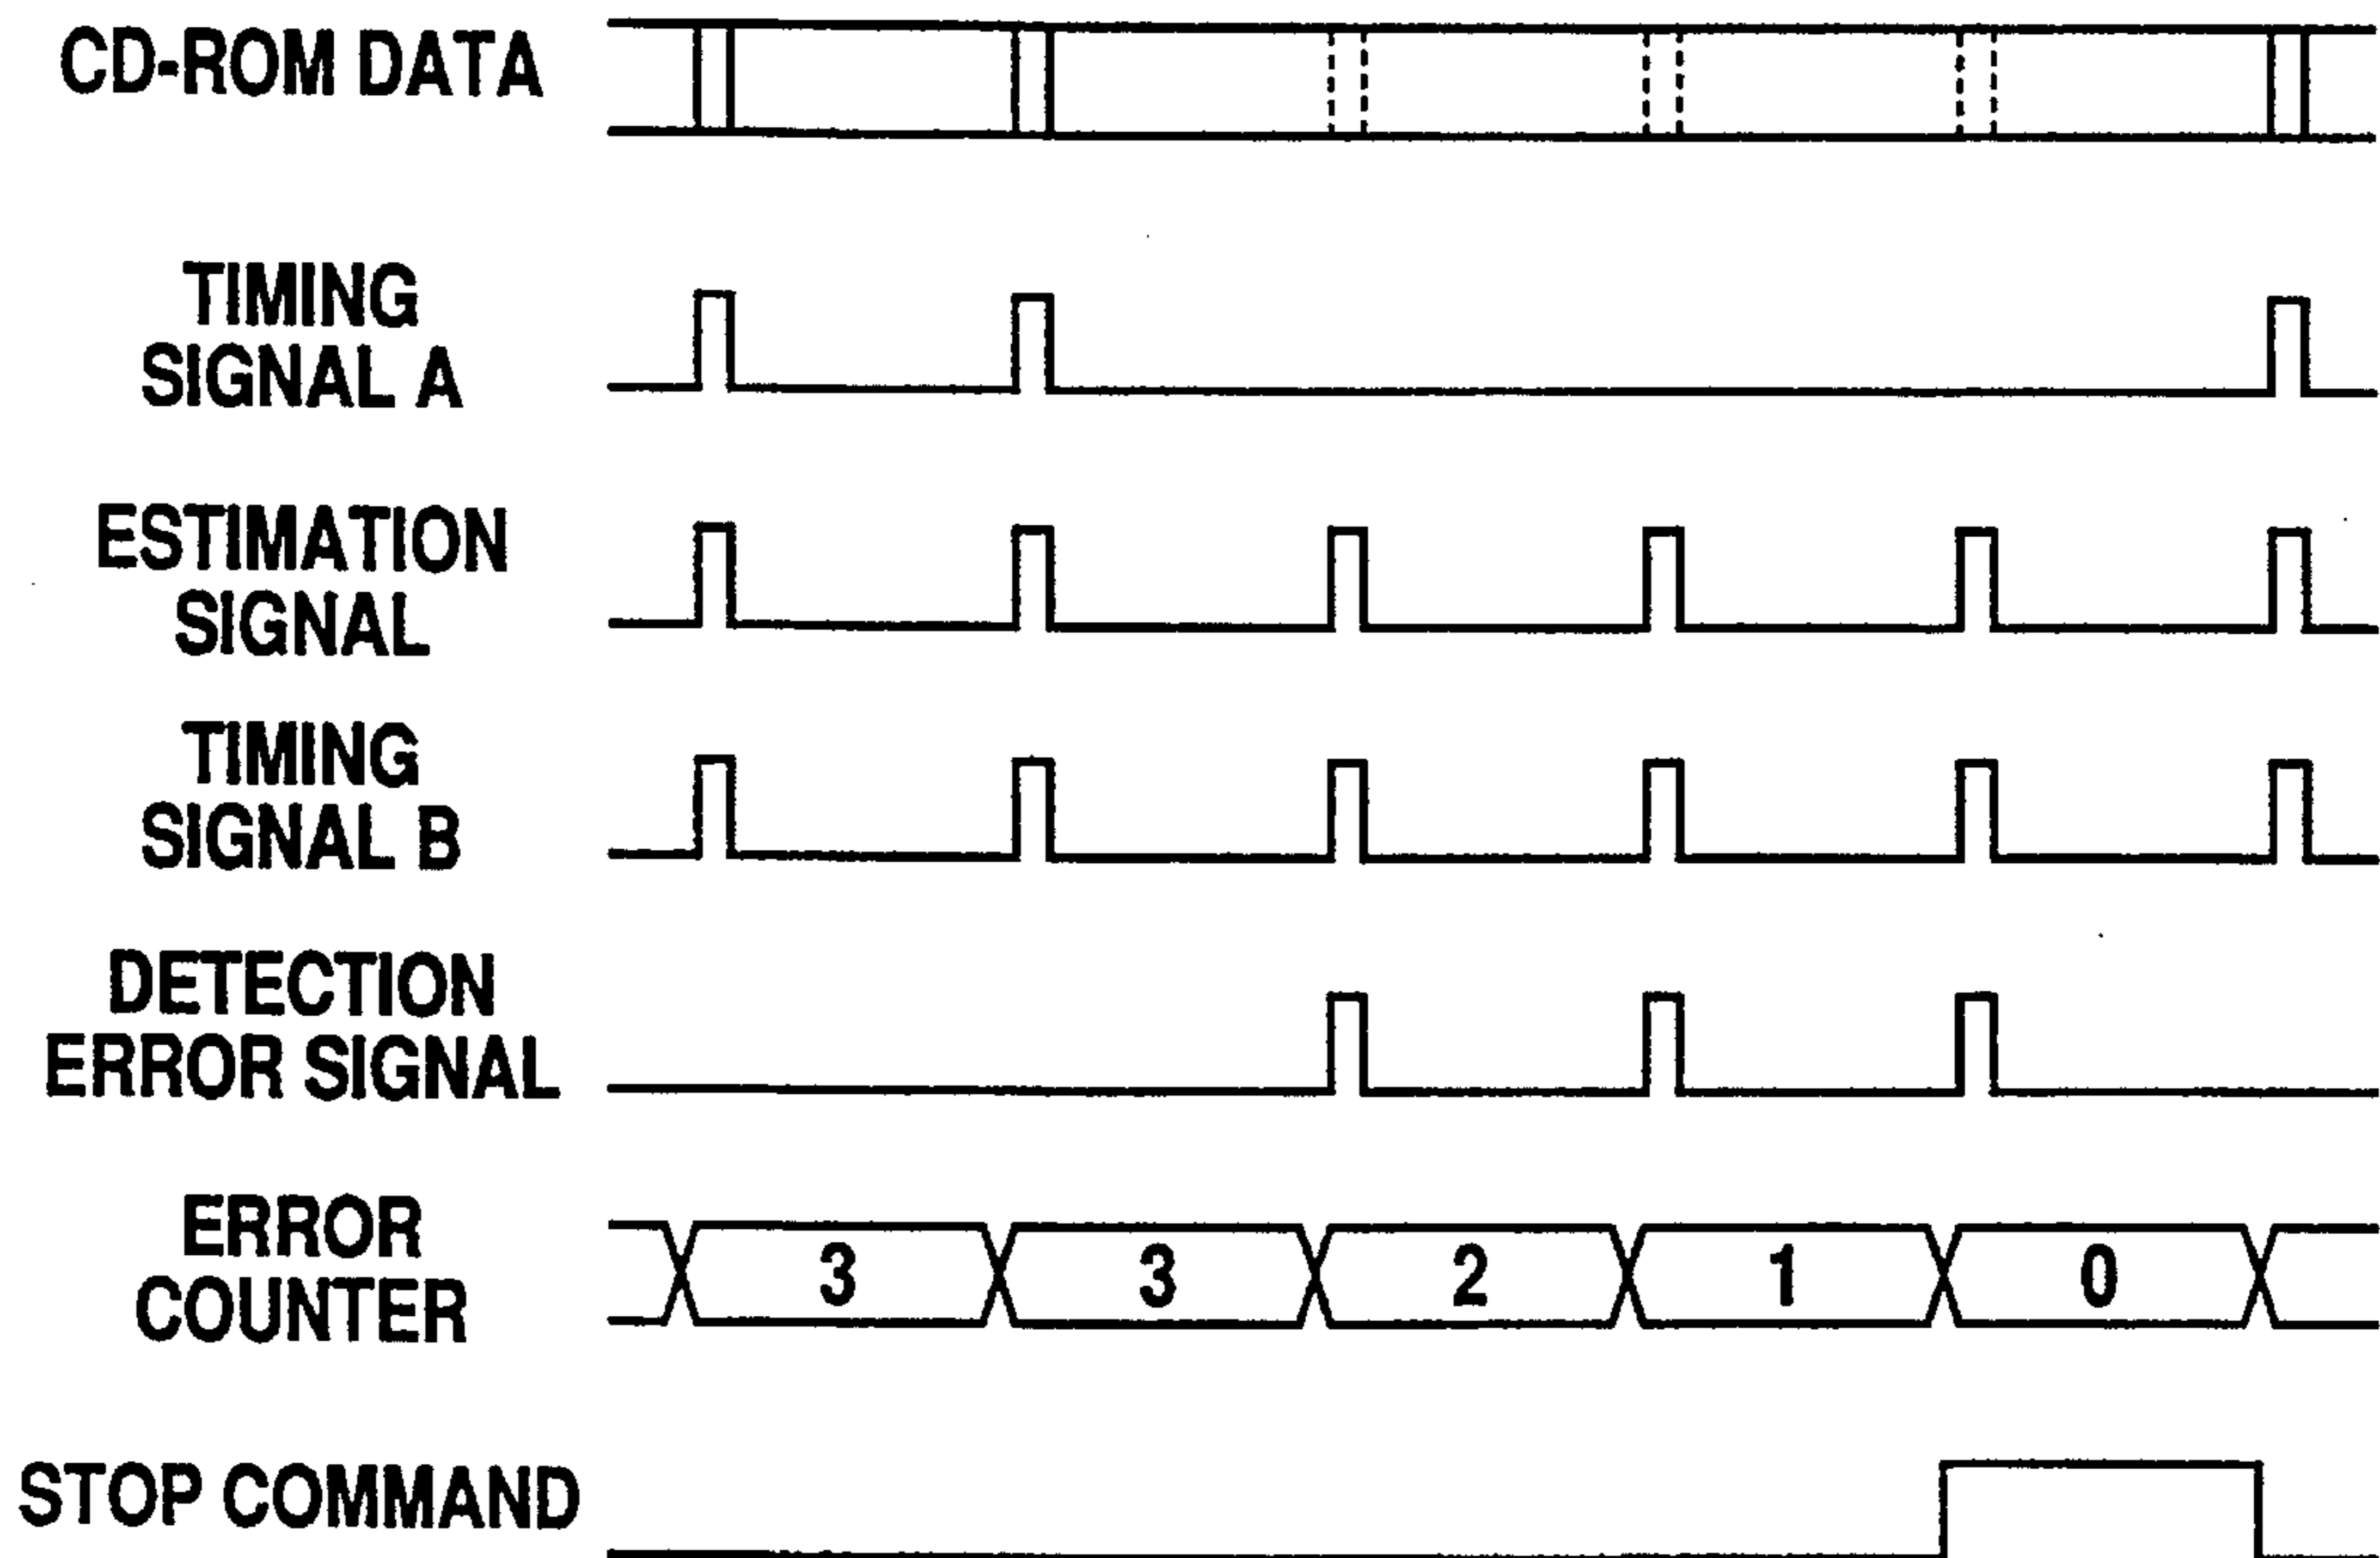 CD-ROM DATA
TIMING
SIGNAL A
ESTIMATION
SIGNAL
TIMING
SIGNAL B
DETECTION
ERROR SIGNAL
ERROR
COUNTER
3 3 2 1 0
STOP COMMAND